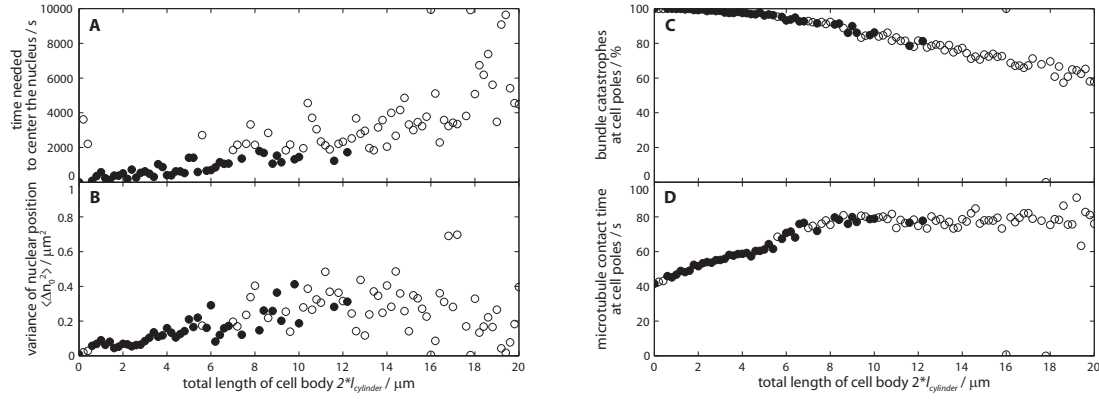 A
time needed
to center the nucleus / s
10000
8000
6000
4000
2000
0
B
variance of nuclear position
⟨Δn₀²⟩ / μm²
1
0.8
0.6
0.4
0.2
0
0 2 4 6 8 10 12 14 16 18 20
total length of cell body 2*l_cylinder / μm
C
bundle catastrophes
at cell poles / %
100
80
60
40
20
0
D
microtubule contact time
at cell poles / s
100
80
60
40
20
0
0 2 4 6 8 10 12 14 16 18 20
total length of cell body 2*l_cylinder / μm